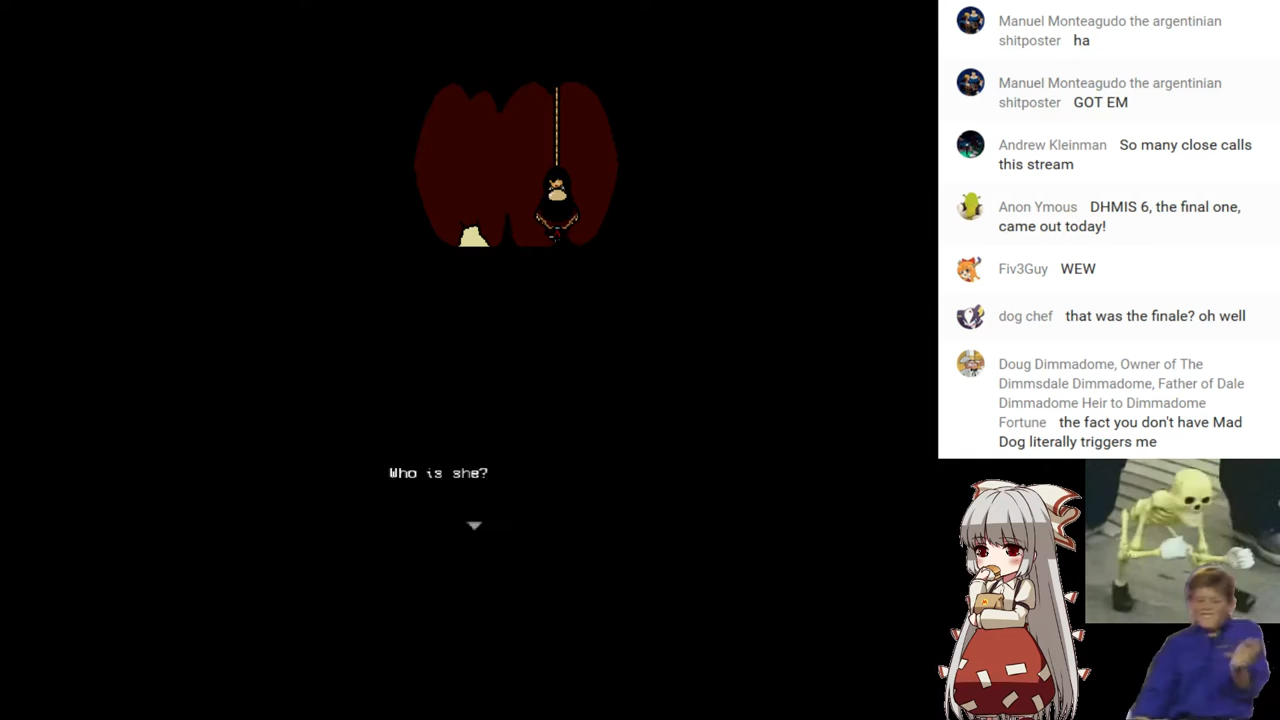 Manuel Monteagudo the argentinian
shitposter ha
Manuel Monteagudo the argentinian
shitposter GOT EM
Andrew Kleinman So many close calls
this stream
Anon Ymous DHMIS 6, the final one,
came out today!
Fiv3Guy WEW
dog chef that was the finale? oh well
Doug Dimmadome, Owner of The
Dimmsdale Dimmadome, Father of Dale
Dimmadome Heir to Dimmadome
Fortune the fact you don't have Mad
Dog literally triggers me
Who is she?